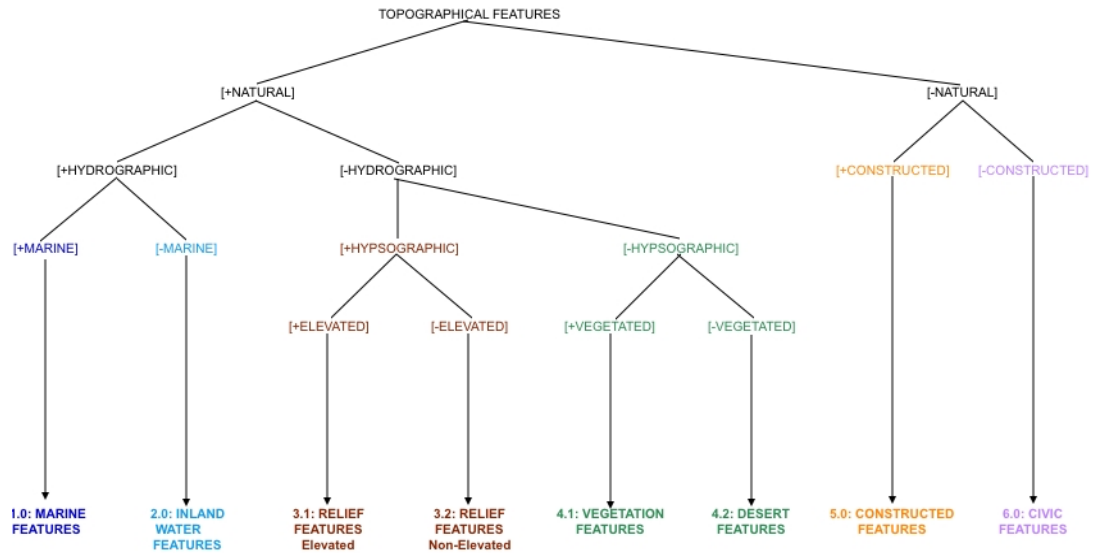 TOPOGRAPHICAL FEATURES
[+NATURAL]
[-NATURAL]
[+HYDROGRAPHIC]
[-HYDROGRAPHIC]
[+CONSTRUCTED]
[-CONSTRUCTED]
[+MARINE]
[-MARINE]
[+HYPSOGRAPHIC]
[-HYPSOGRAPHIC]
[+ELEVATED]
[-ELEVATED]
[+VEGETATED]
[-VEGETATED]
1.0: MARINE
FEATURES
2.0: INLAND
WATER
FEATURES
3.1: RELIEF
FEATURES
Elevated
3.2: RELIEF
FEATURES
Non-Elevated
4.1: VEGETATION
FEATURES
4.2: DESERT
FEATURES
5.0: CONSTRUCTED
FEATURES
6.0: CIVIC
FEATURES